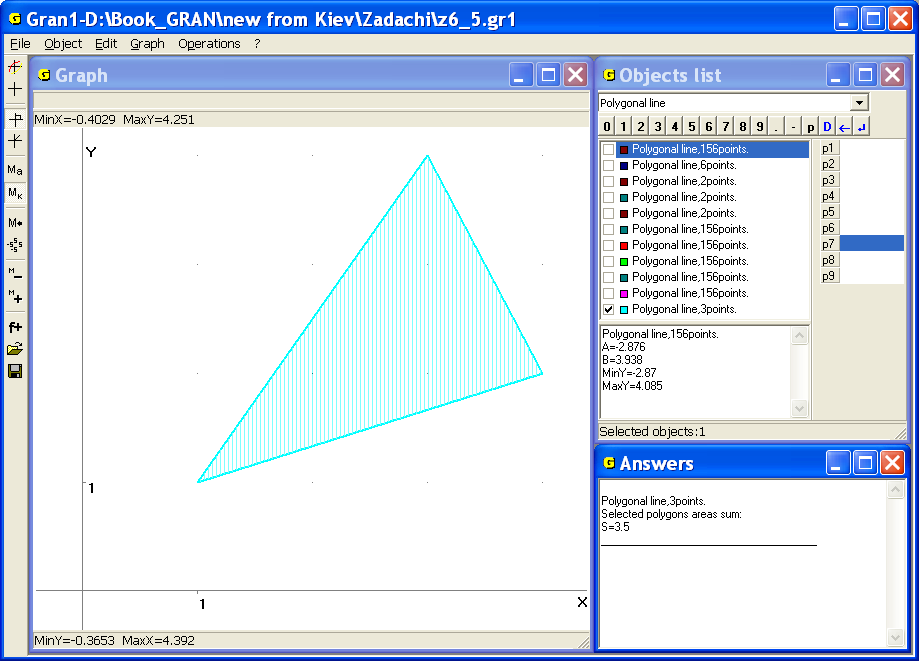 Gran1-D:\Book_GRAN\new from Kiev\Zadachi\z6_5.gr1
File Object Edit Graph Operations ?
Graph
MinX=-0.4029 MaxY=4.251
Y
1
1
X
MinY=-0.3653 MaxX=4.392
Ma
Mк
M
M
M
f+
Objects list
Polygonal line
0 1 2 3 4 5 6 7 8 9 . - p D ← ↲
Polygonal line,156points.
Polygonal line,6points.
Polygonal line,2points.
Polygonal line,2points.
Polygonal line,2points.
Polygonal line,156points.
Polygonal line,156points.
Polygonal line,156points.
Polygonal line,156points.
Polygonal line,156points.
Polygonal line,3points.
p1
p2
p3
p4
p5
p6
p7
p8
p9
Polygonal line,156points.
A=-2.876
B=3.938
MinY=-2.87
MaxY=4.085
Selected objects:1
Answers
Polygonal line,3points.
Selected polygons areas sum:
S=3.5